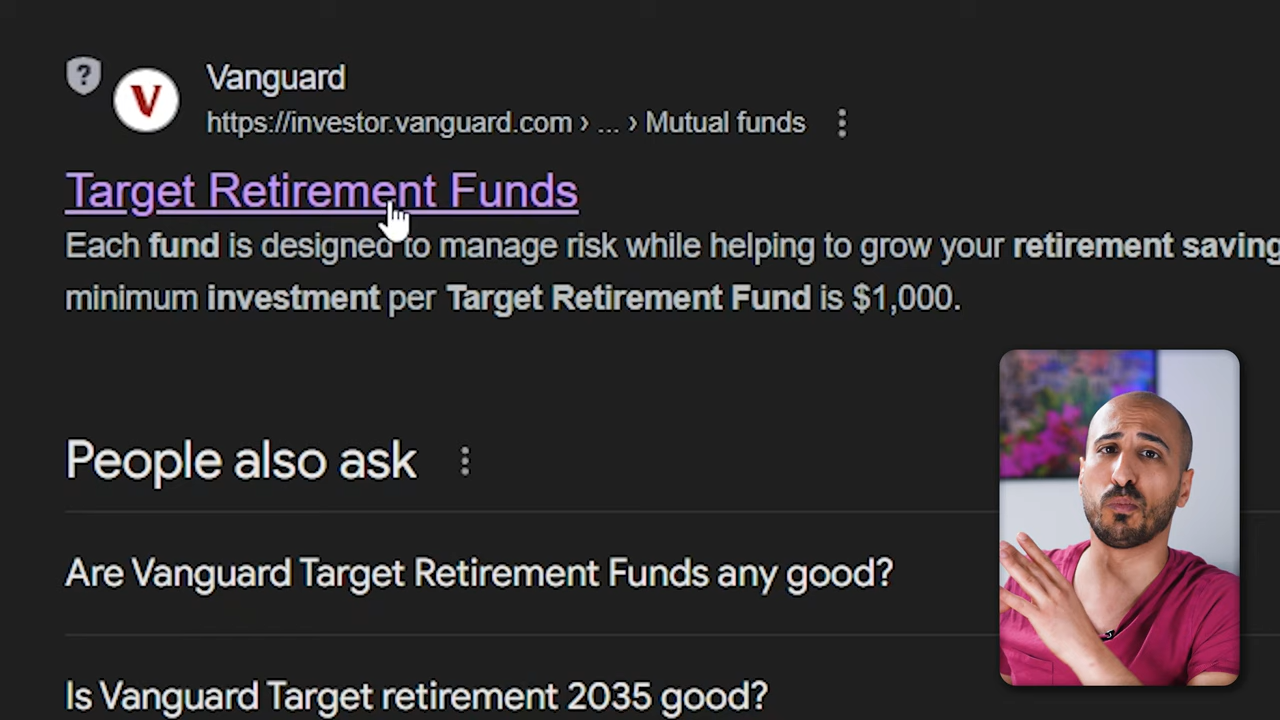 ?
V
Vanguard
https://investor.vanguard.com › ... › Mutual funds
Target Retirement Funds
Each fund is designed to manage risk while helping to grow your retirement saving
minimum investment per Target Retirement Fund is $1,000.
People also ask
Are Vanguard Target Retirement Funds any good?
Is Vanguard Target retirement 2035 good?